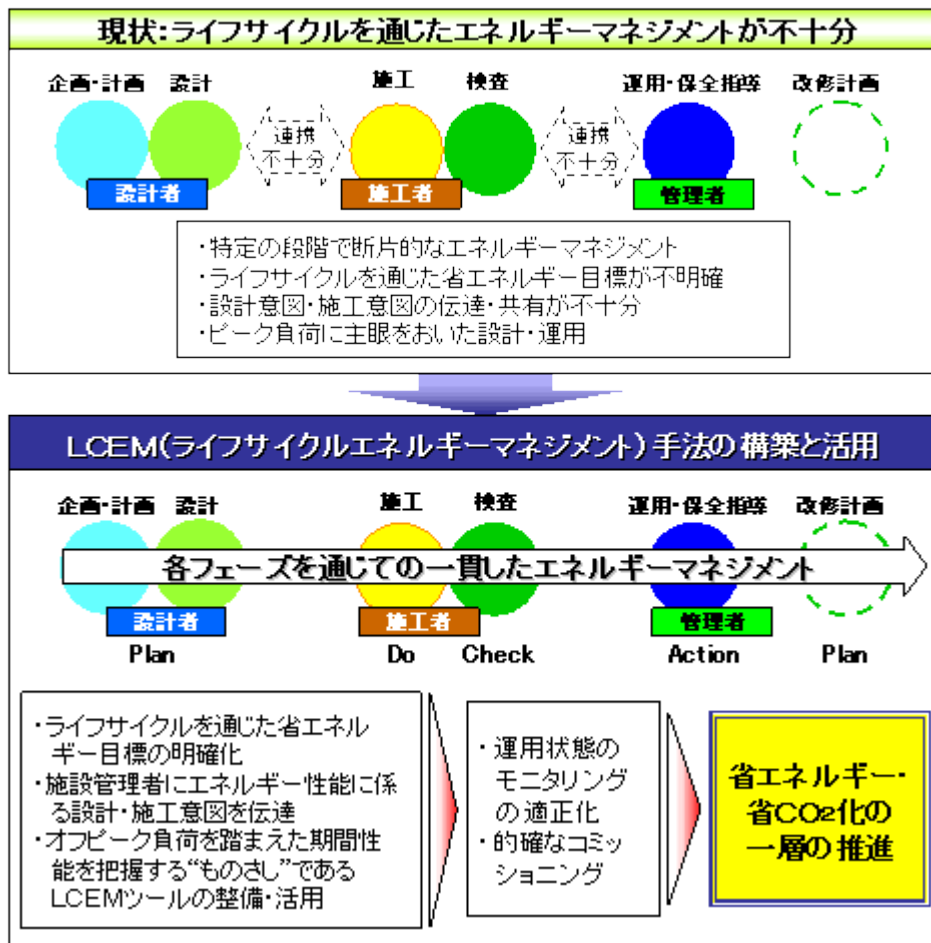 現状：ライフサイクルを通じたエネルギーマネジメントが不十分
企画・計画 設計 施工 検査 運用・保全指導 改修計画
連携
不十分
連携
不十分
設計者 施工者 管理者
・特定の段階で断片的なエネルギーマネジメント
・ライフサイクルを通じた省エネルギー目標が不明確
・設計意図・施工意図の伝達・共有が不十分
・ピーク負荷に主眼をおいた設計・運用
LCEM（ライフサイクルエネルギーマネジメント）手法の構築と活用
企画・計画 設計 施工 検査 運用・保全指導 改修計画
各フェーズを通じての一貫したエネルギーマネジメント
設計者 施工者 管理者
Plan Do Check Action Plan
・ライフサイクルを通じた省エネル
ギー目標の明確化
・施設管理者にエネルギー性能に係
る設計・施工意図を伝達
・オフピーク負荷を踏まえた期間性
能を把握する“ものさし”である
LCEMツールの整備・活用
・運用状態の
モニタリング
の適正化
・的確なコミッ
ショニング
省エネルギー・
省CO2化の
一層の推進